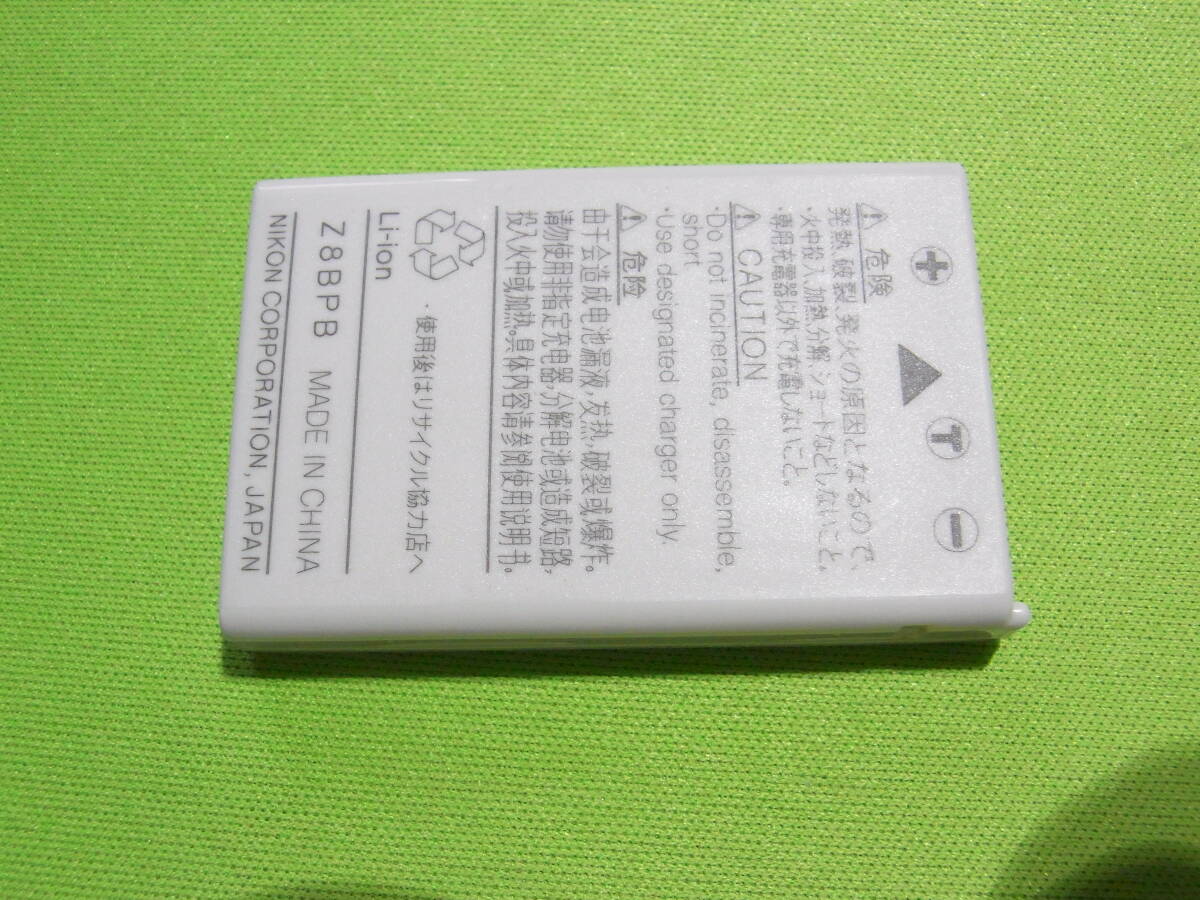 + T -
⚠ 危険
発熱、破裂、発火の原因となるので、
・火中投入、加熱、分解、ショートなどしないこと。
・専用充電器以外で充電しないこと。
⚠ CAUTION
・Do not incinerate, disassemble,
short.
・Use designated charger only.
⚠ 危险
由于会造成电池漏液,发热,破裂或爆炸。
请勿使用非指定充电器,分解电池或造成短路,
投入火中或加热。具体内容请参阅使用说明书。
・使用後はリサイクル協力店へ
Li-ion
Z8BPB MADE IN CHINA
NIKON CORPORATION, JAPAN